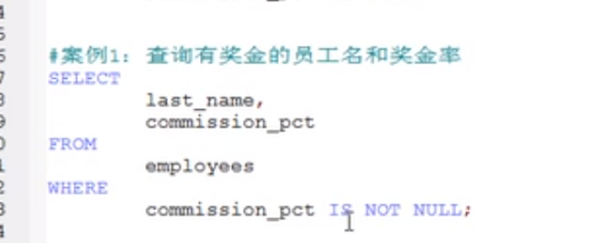 #案例1：查询有奖金的员工名和奖金率
SELECT
last_name,
commission_pct
FROM
employees
WHERE
commission_pct IS NOT NULL;